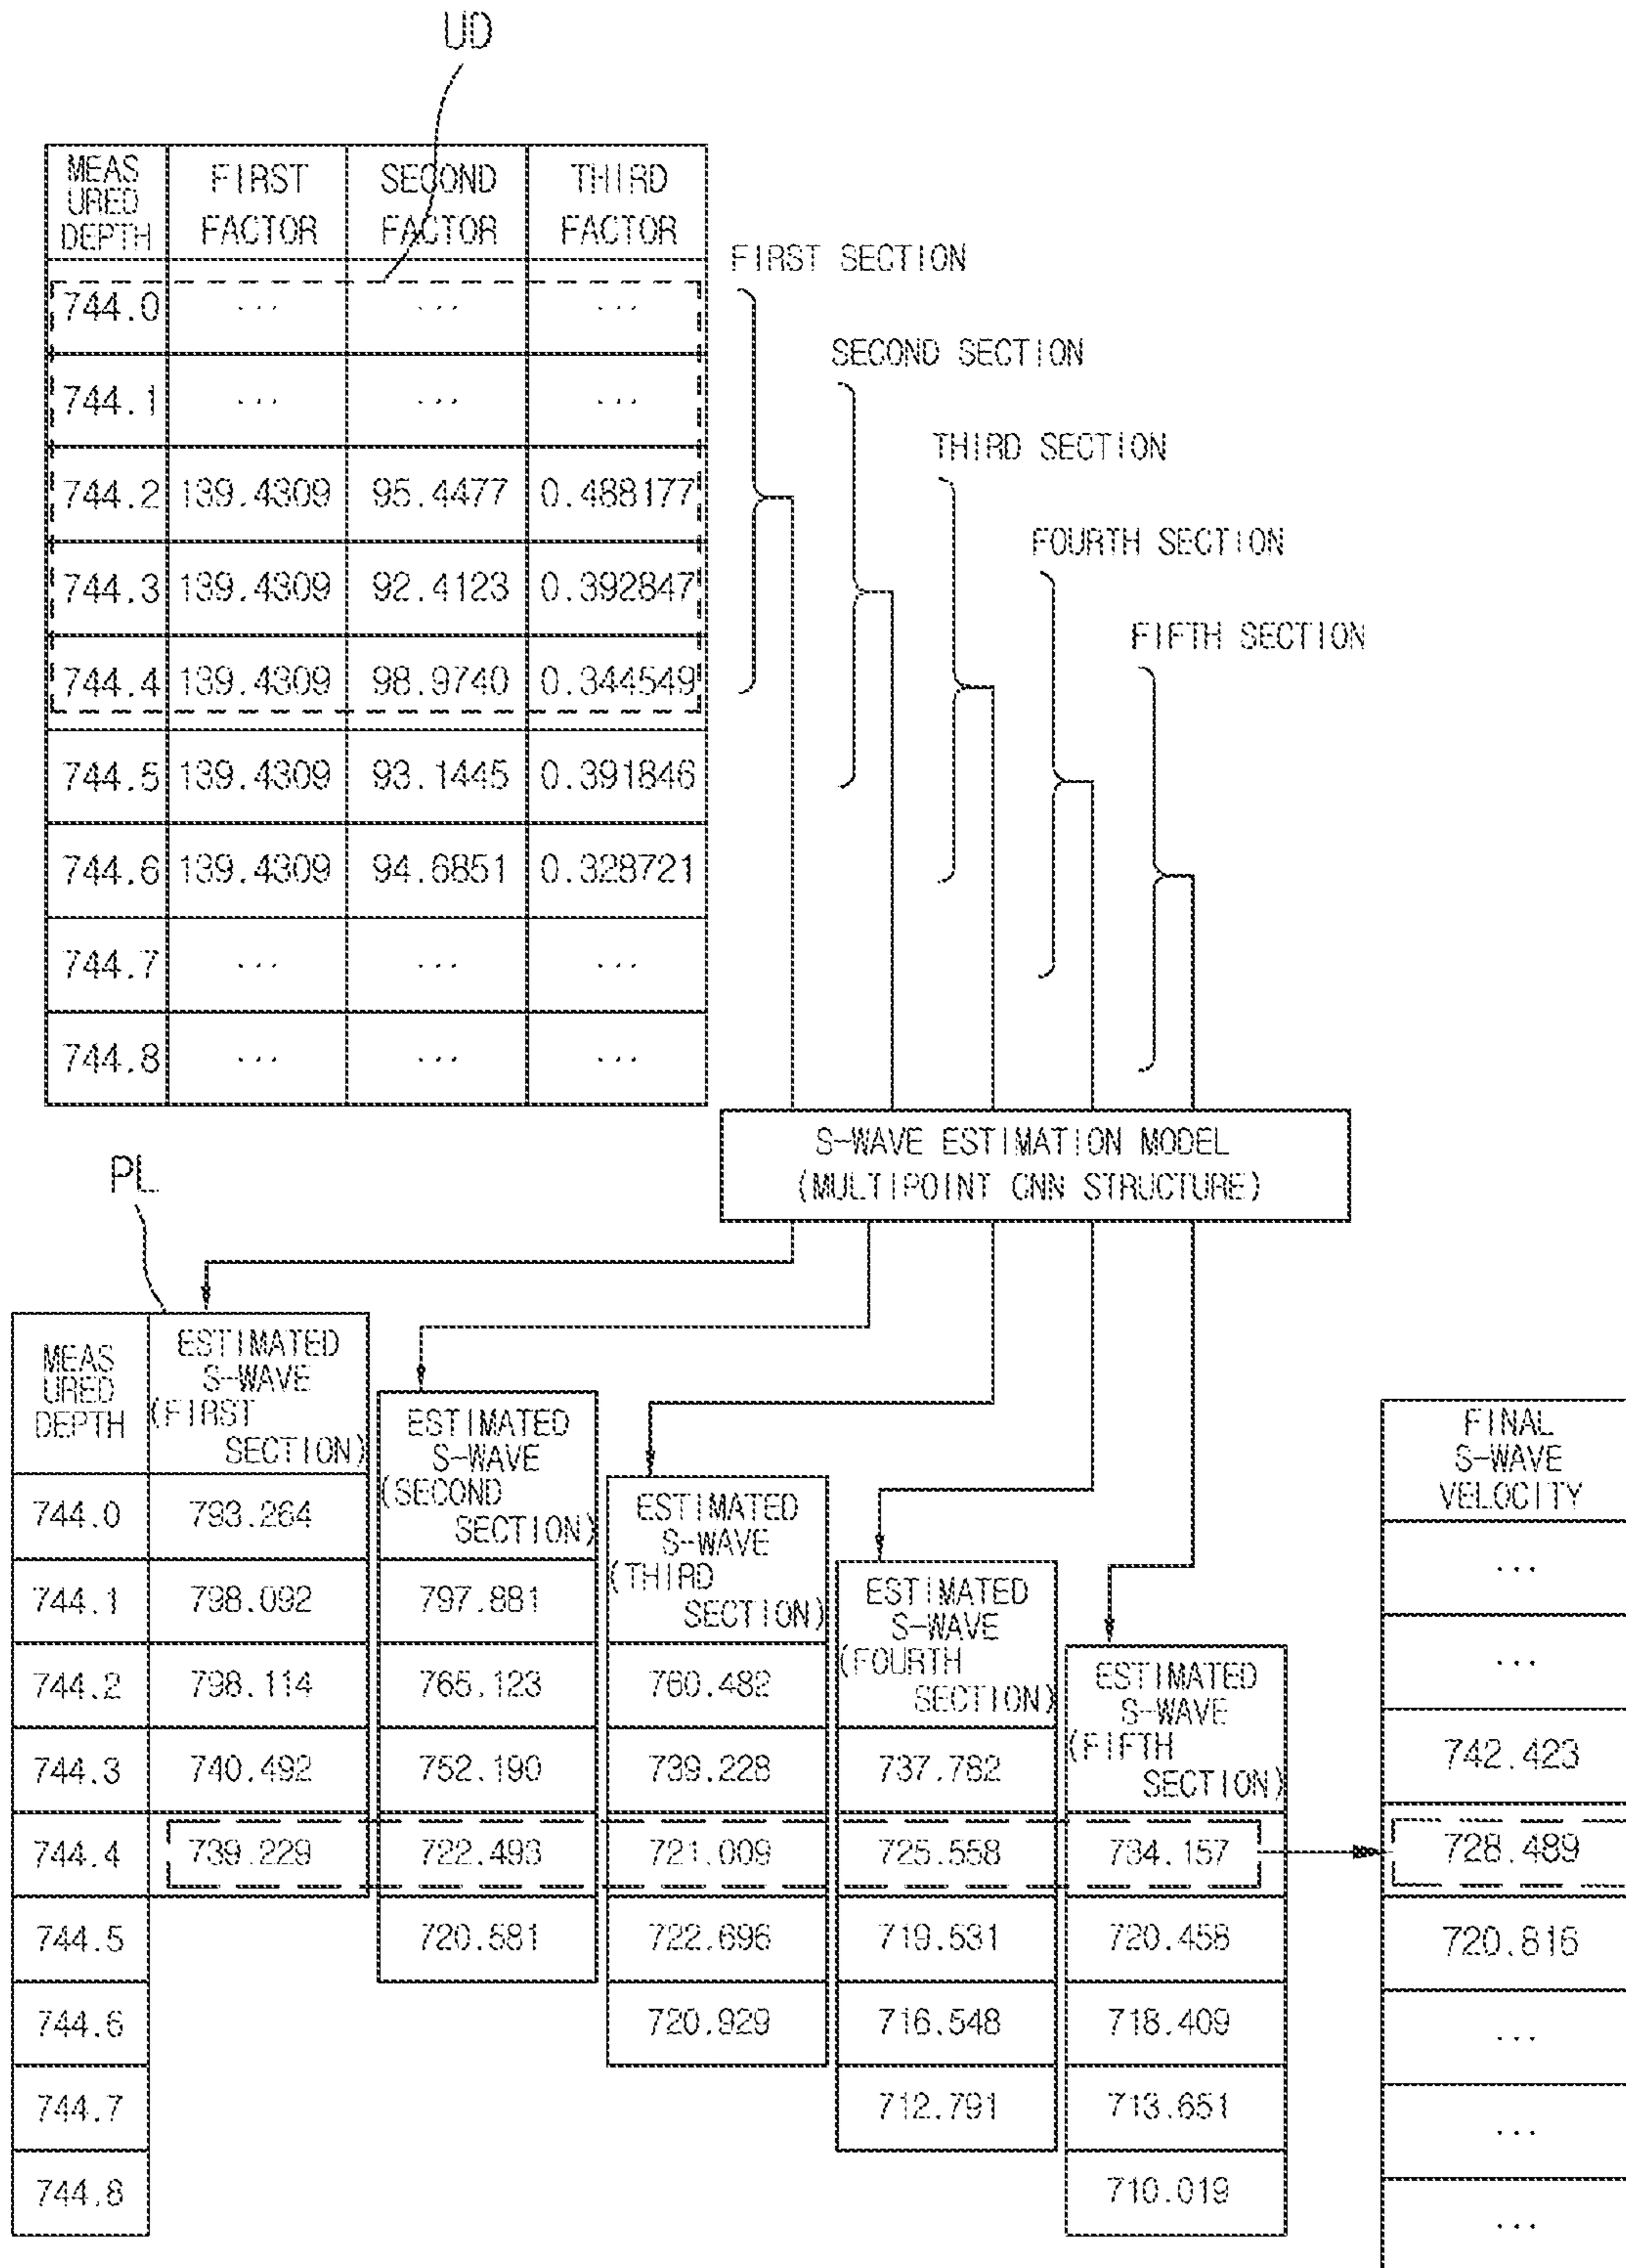 UD
MEAS
URED
DEPTH
FIRST
FACTOR
SECOND
FACTOR
THIRD
FACTOR
744.0 ... ... ...
744.1 ... ... ...
744.2 139.4309 95.4477 0.488177
744.3 139.4309 92.4123 0.392847
744.4 139.4309 98.9740 0.344549
744.5 139.4309 93.1445 0.391846
744.6 139.4309 94.6851 0.328721
744.7 ... ... ...
744.8 ... ... ...
FIRST SECTION
SECOND SECTION
THIRD SECTION
FOURTH SECTION
FIFTH SECTION
S-WAVE ESTIMATION MODEL
(MULTIPOINT CNN STRUCTURE)
PL
MEAS
URED
DEPTH
ESTIMATED
S-WAVE
(FIRST
SECTION)
ESTIMATED
S-WAVE
(SECOND
SECTION)
ESTIMATED
S-WAVE
(THIRD
SECTION)
ESTIMATED
S-WAVE
(FOURTH
SECTION)
ESTIMATED
S-WAVE
(FIFTH
SECTION)
FINAL
S-WAVE
VELOCITY
744.0 793.264 ...
744.1 798.092 797.881 ...
744.2 798.114 765.123 760.482
744.3 740.492 752.190 739.228 737.782 742.423
744.4 739.229 722.493 721.009 725.558 734.157 728.489
744.5 720.581 722.696 719.531 720.458 720.816
744.6 720.929 716.548 718.409 ...
744.7 712.791 713.651 ...
744.8 710.019 ...